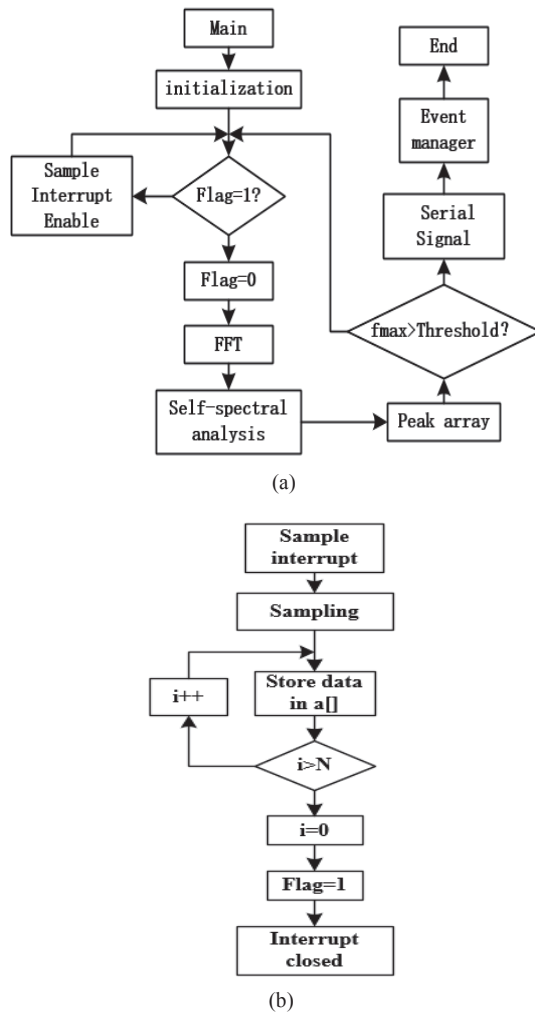 Main
initialization
Sample
Interrupt
Enable
Flag=1?
Flag=0
FFT
Self-spectral
analysis
Peak array
fmax>Threshold?
Serial
Signal
Event
manager
End
(a)
Sample
interrupt
Sampling
Store data
in a[]
i++
i>N
i=0
Flag=1
Interrupt
closed
(b)